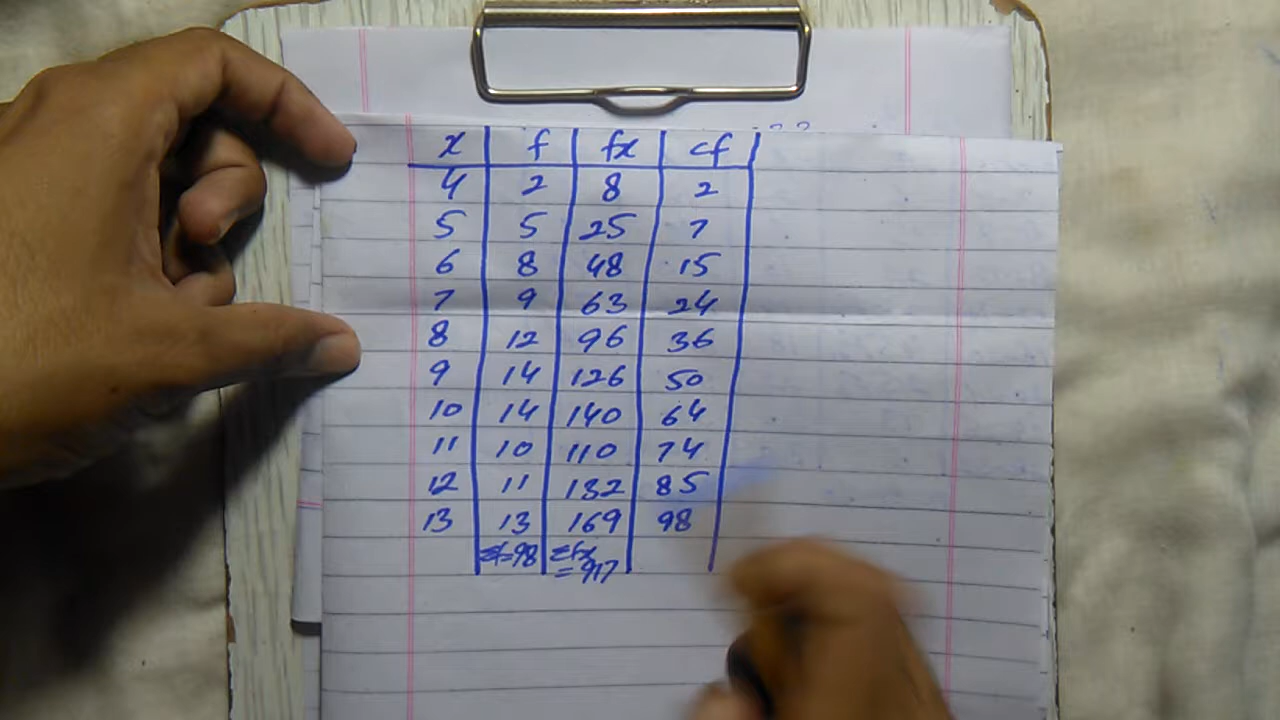 x f fx cf
4 2 8 2
5 5 25 7
6 8 48 15
7 9 63 24
8 12 96 36
9 14 126 50
10 14 140 64
11 10 110 74
12 11 132 85
13 13 169 98
Σf=98 Σfx
= 917